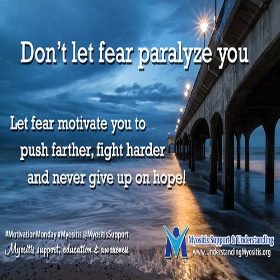 Don't let fear paralyze you
Let fear motivate you to
push farther, fight harder
and never give up on hope!
#MotivationMonday #Myositis @MyositisSupport
Myositis support, education & awareness
Myositis Support & Understanding
www.understandingMyositis.org